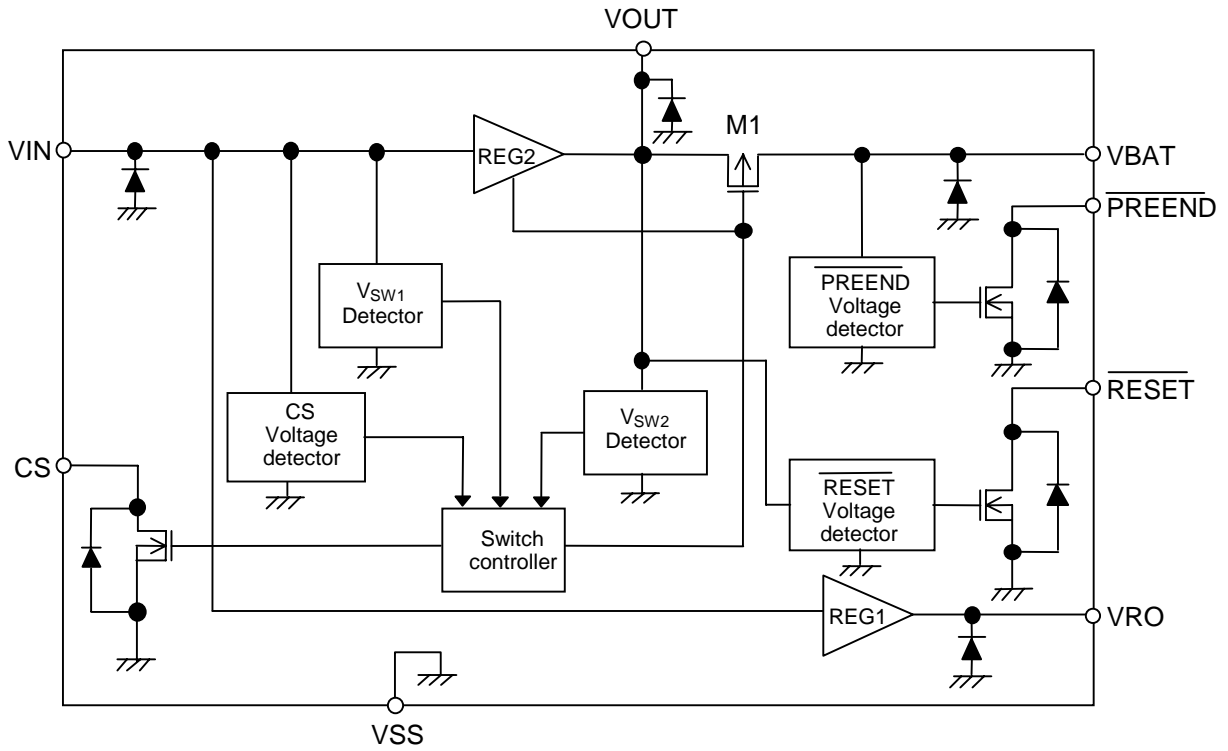 VOUT
M1
VIN
REG2
VBAT
PREEND
VSW1
Detector
PREEND
Voltage
detector
RESET
CS
Voltage
detector
VSW2
Detector
CS
RESET
Voltage
detector
Switch
controller
REG1
VRO
VSS